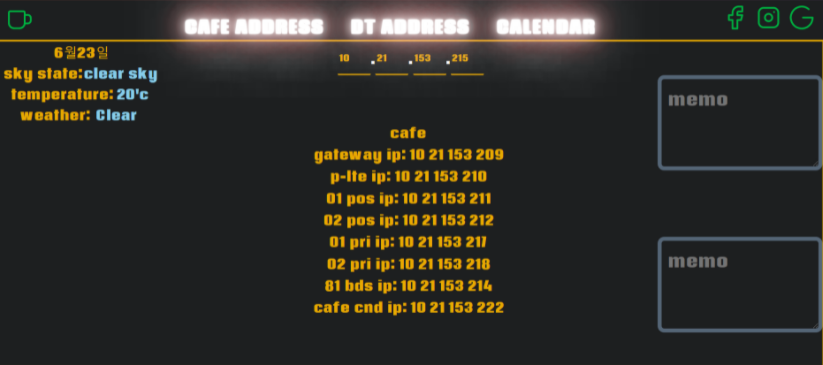 CAFE ADDRESS DT ADDRESS CALENDAR
6월23일
sky state:clear sky
temperature: 20'c
weather: Clear
10 .21 .153 .215
cafe
gateway ip: 10 21 153 209
p-lte ip: 10 21 153 210
01 pos ip: 10 21 153 211
02 pos ip: 10 21 153 212
01 pri ip: 10 21 153 217
02 pri ip: 10 21 153 218
81 bds ip: 10 21 153 214
cafe cnd ip: 10 21 153 222
memo
memo